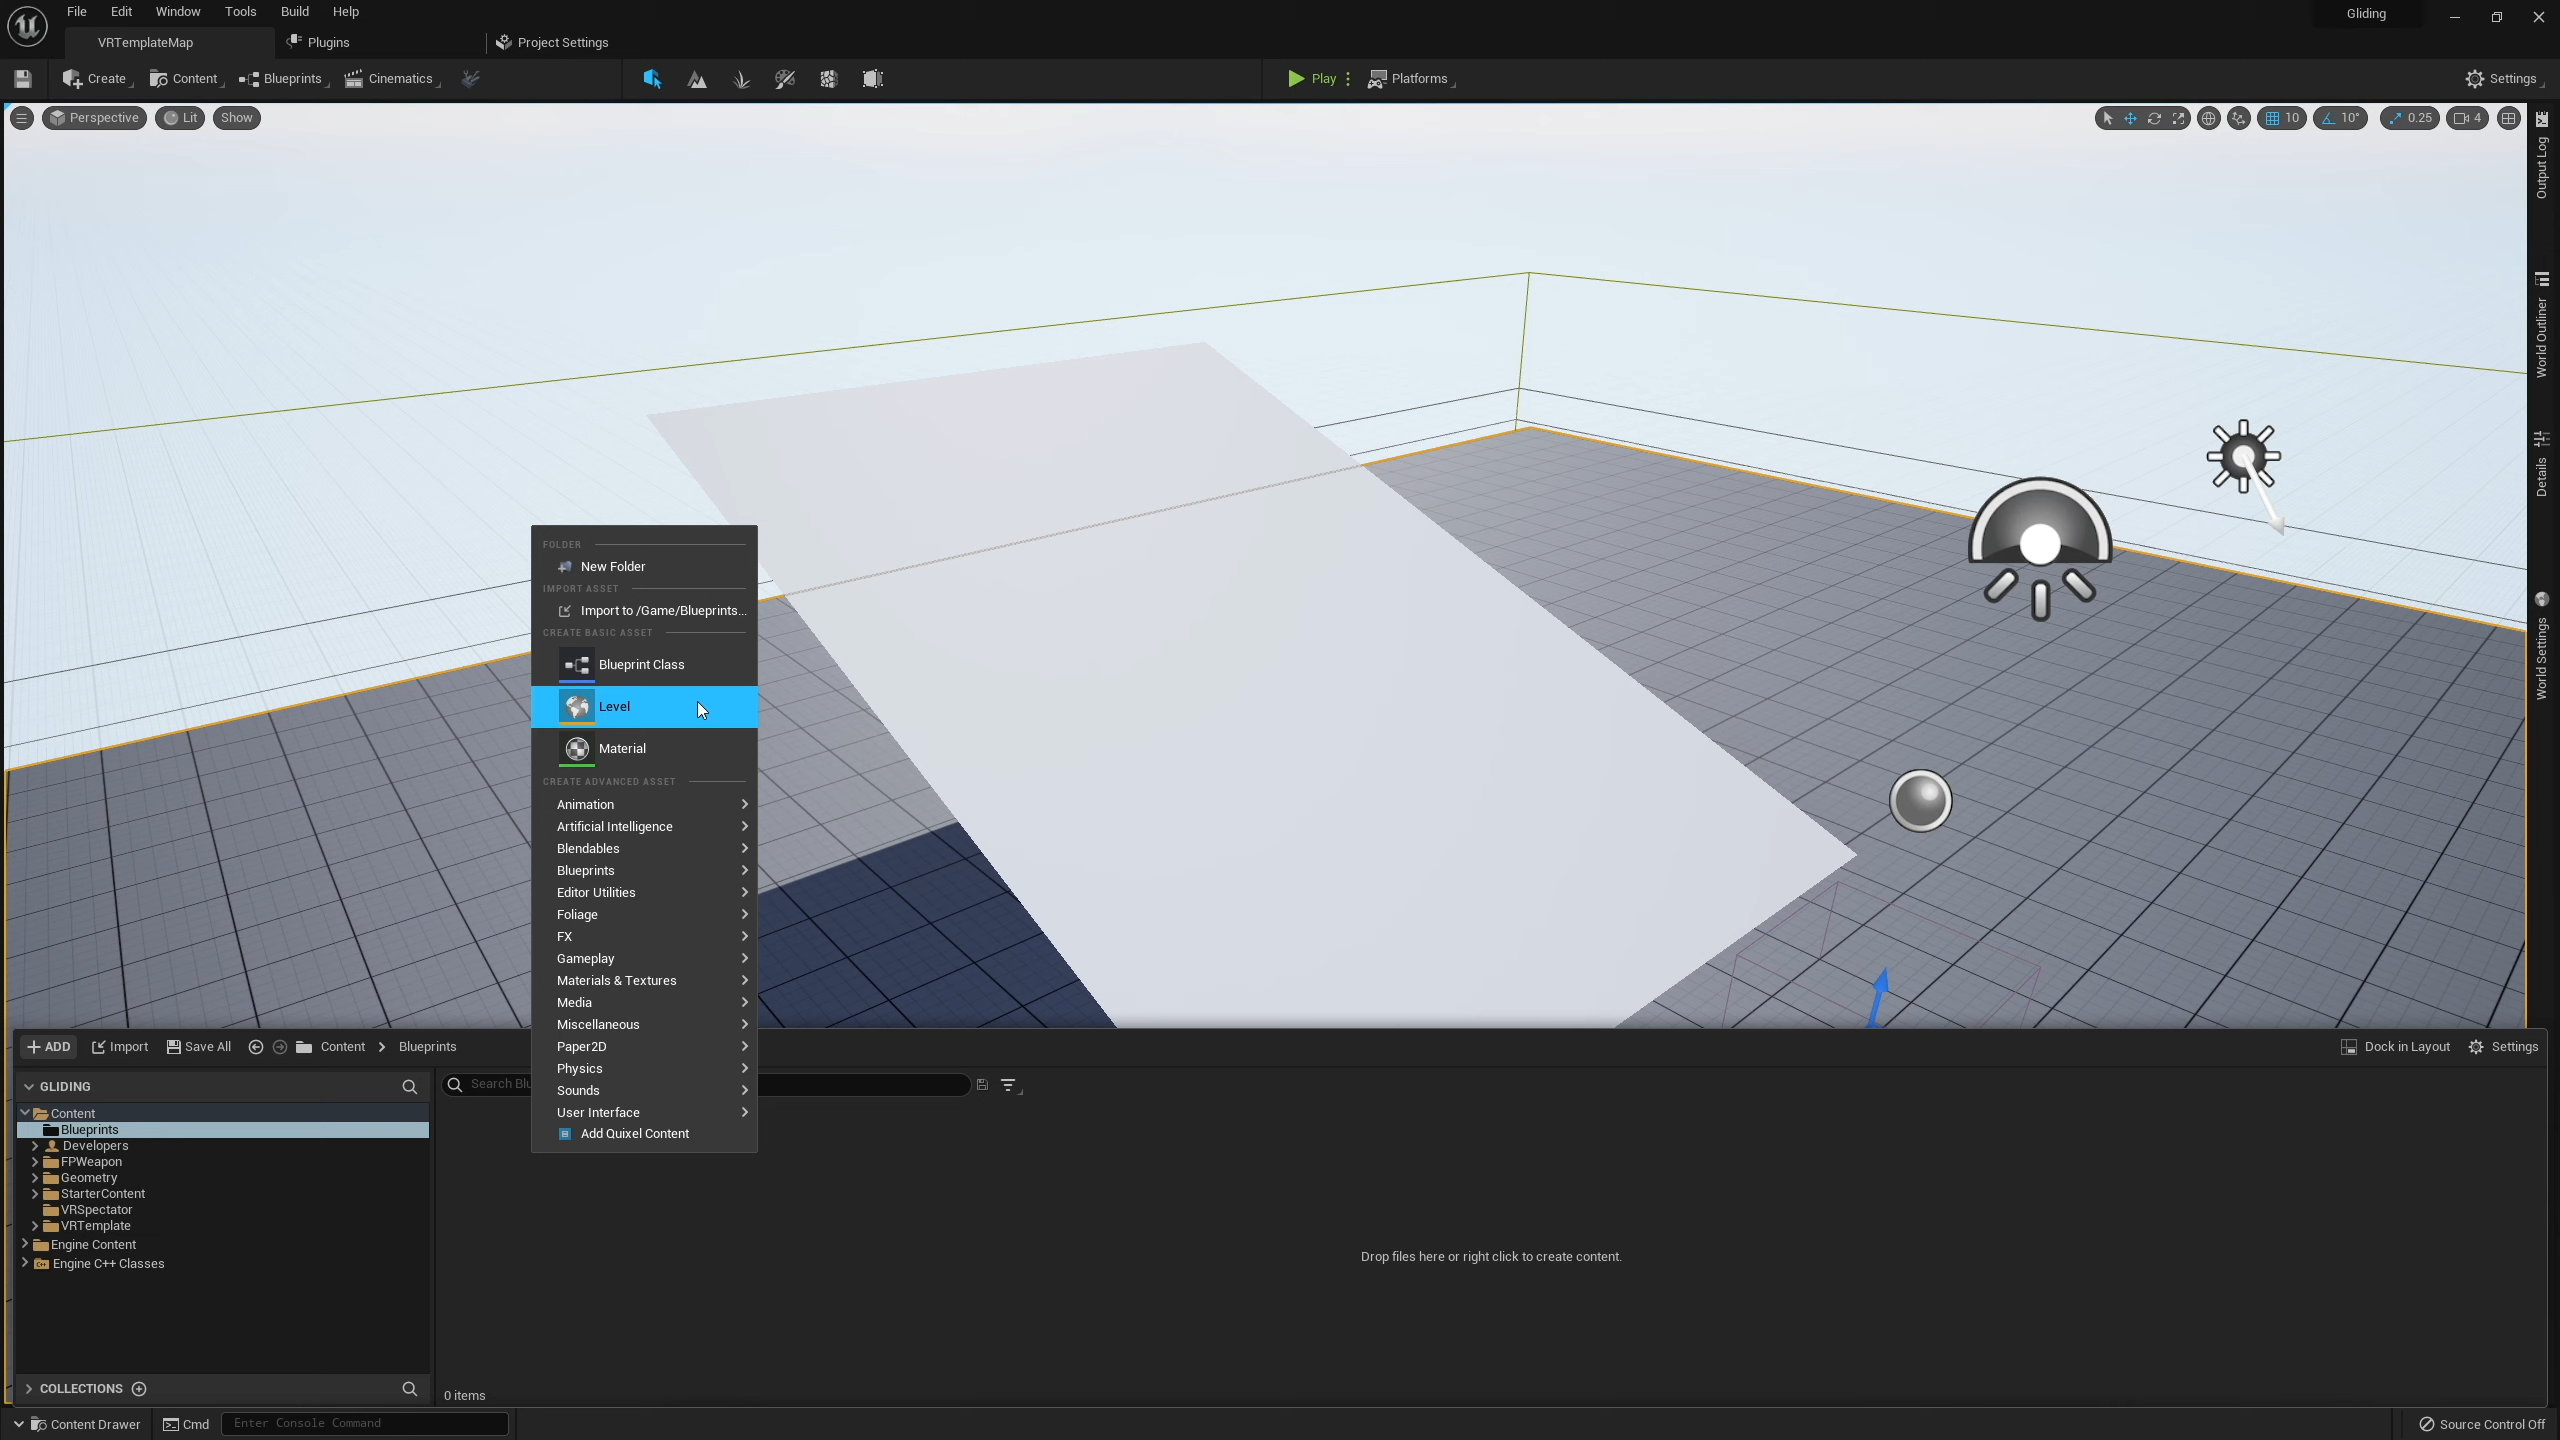 File Edit Window Tools Build Help
Gliding
VRTemplateMap
Plugins
Project Settings
Create
Content
Blueprints
Cinematics
Play
Platforms
Settings
Perspective
Lit
Show
10
10°
0.25
4
Output Log
World Outliner
Details
World Settings
FOLDER
New Folder
IMPORT ASSET
Import to /Game/Blueprints...
CREATE BASIC ASSET
Blueprint Class
Level
Material
CREATE ADVANCED ASSET
Animation
Artificial Intelligence
Blendables
Blueprints
Editor Utilities
Foliage
FX
Gameplay
Materials & Textures
Media
Miscellaneous
Paper2D
Physics
Sounds
User Interface
Add Quixel Content
ADD
Import
Save All
Content
Blueprints
Dock in Layout
Settings
GLIDING
Search Blu
Content
Blueprints
Developers
FPWeapon
Geometry
StarterContent
VRSpectator
VRTemplate
Engine Content
Engine C++ Classes
Drop files here or right click to create content.
COLLECTIONS
0 items
Content Drawer
Cmd
Enter Console Command
Source Control Off